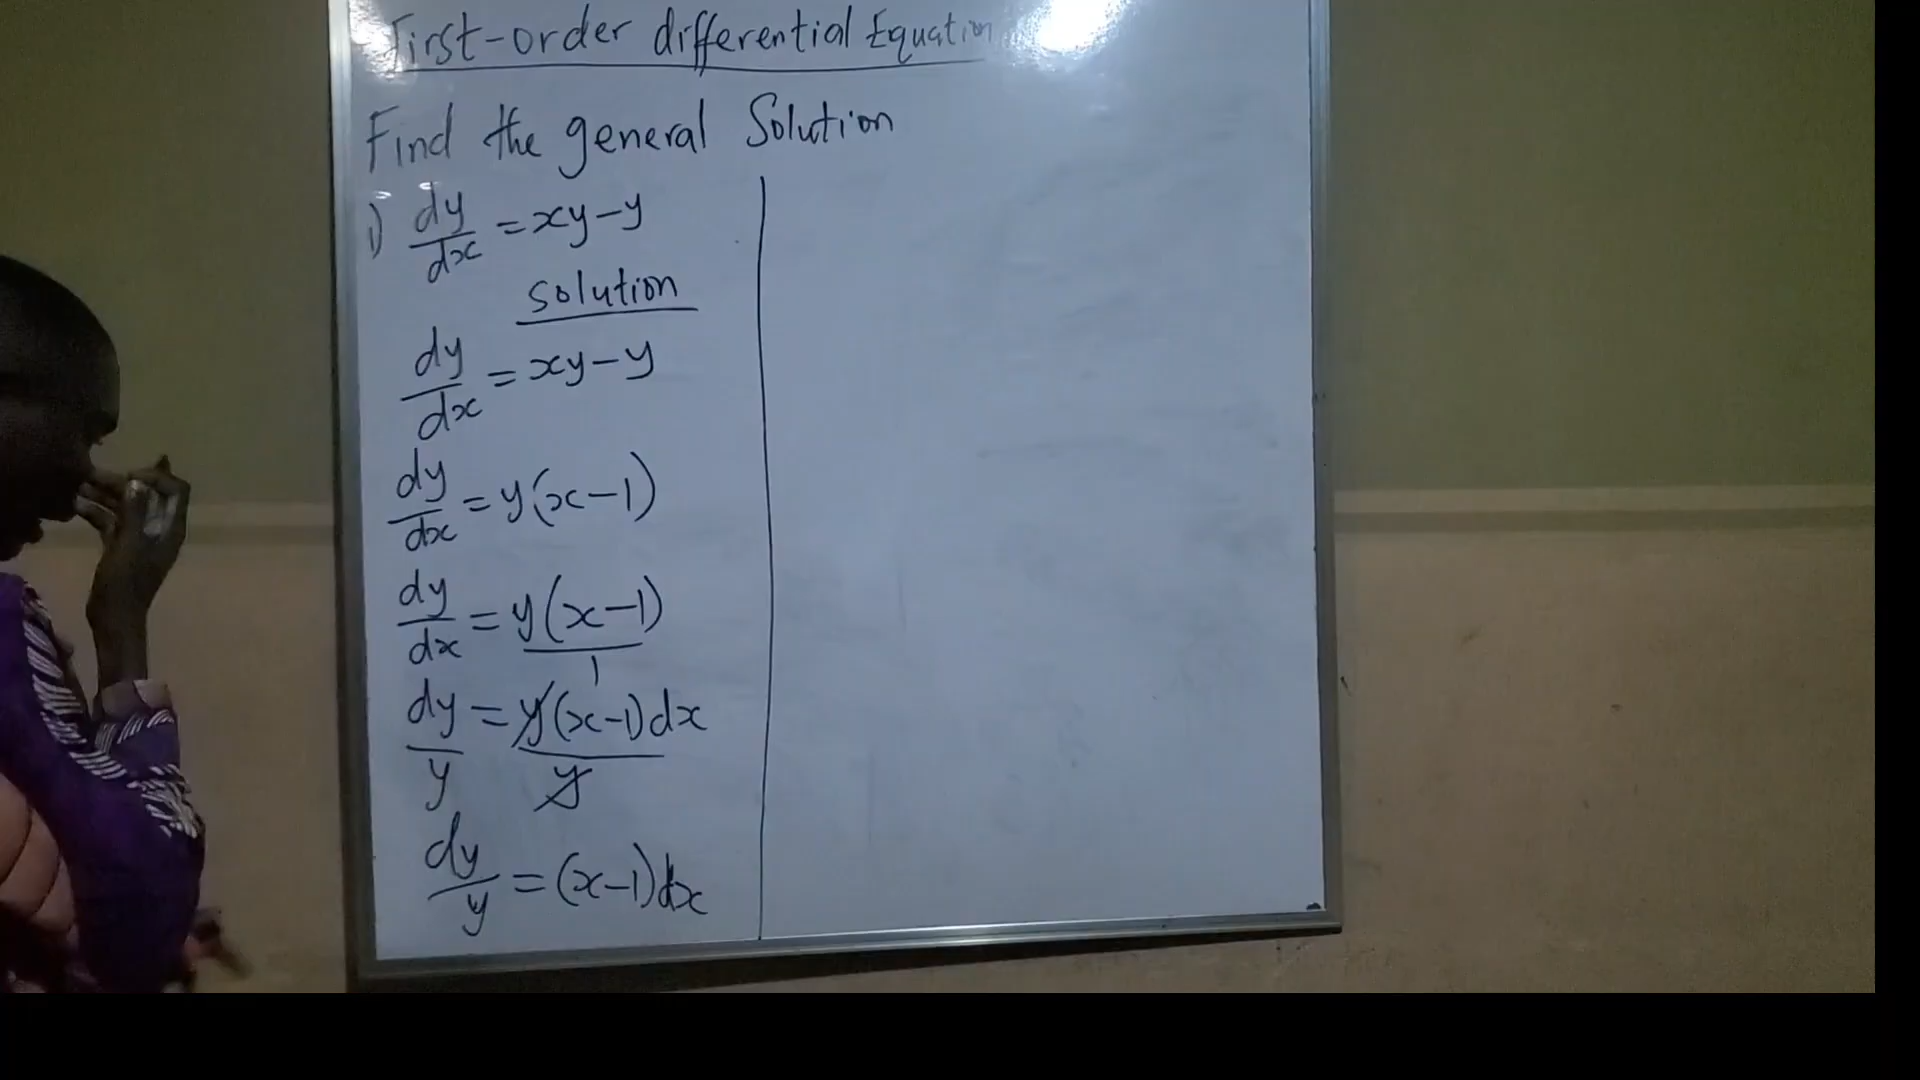 First-order differential Equation
Find the general Solution
1) dy/dx = xy-y
solution
dy/dx = xy-y
dy/dx = y(x-1)
dy/dx = y(x-1)/1
dy/y = y(x-1)dx/y
dy/y = (x-1)dx